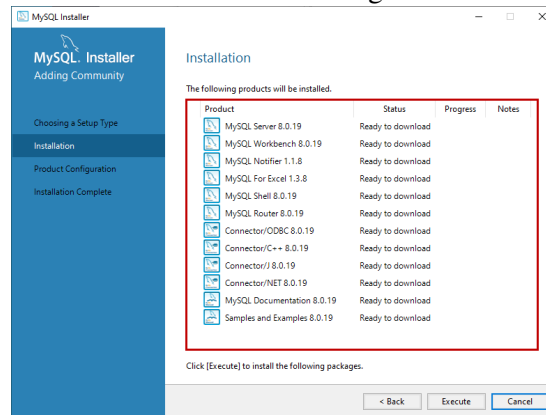 MySQL Installer
MySQL. Installer
Adding Community
Choosing a Setup Type
Installation
Product Configuration
Installation Complete
Installation
The following products will be installed.
Product Status Progress Notes
MySQL Server 8.0.19 Ready to download
MySQL Workbench 8.0.19 Ready to download
MySQL Notifier 1.1.8 Ready to download
MySQL For Excel 1.3.8 Ready to download
MySQL Shell 8.0.19 Ready to download
MySQL Router 8.0.19 Ready to download
Connector/ODBC 8.0.19 Ready to download
Connector/C++ 8.0.19 Ready to download
Connector/J 8.0.19 Ready to download
Connector/NET 8.0.19 Ready to download
MySQL Documentation 8.0.19 Ready to download
Samples and Examples 8.0.19 Ready to download
Click [Execute] to install the following packages.
< Back Execute Cancel